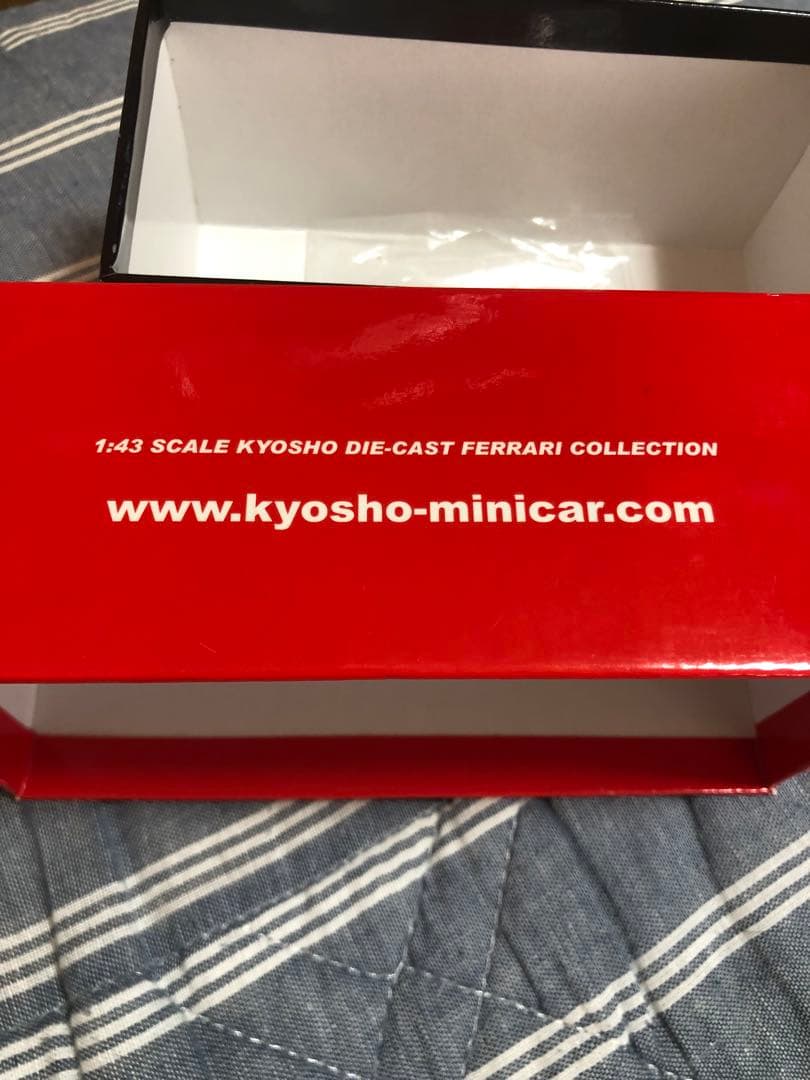 1:43 SCALE KYOSHO DIE-CAST FERRARI COLLECTION
www.kyosho-minicar.com